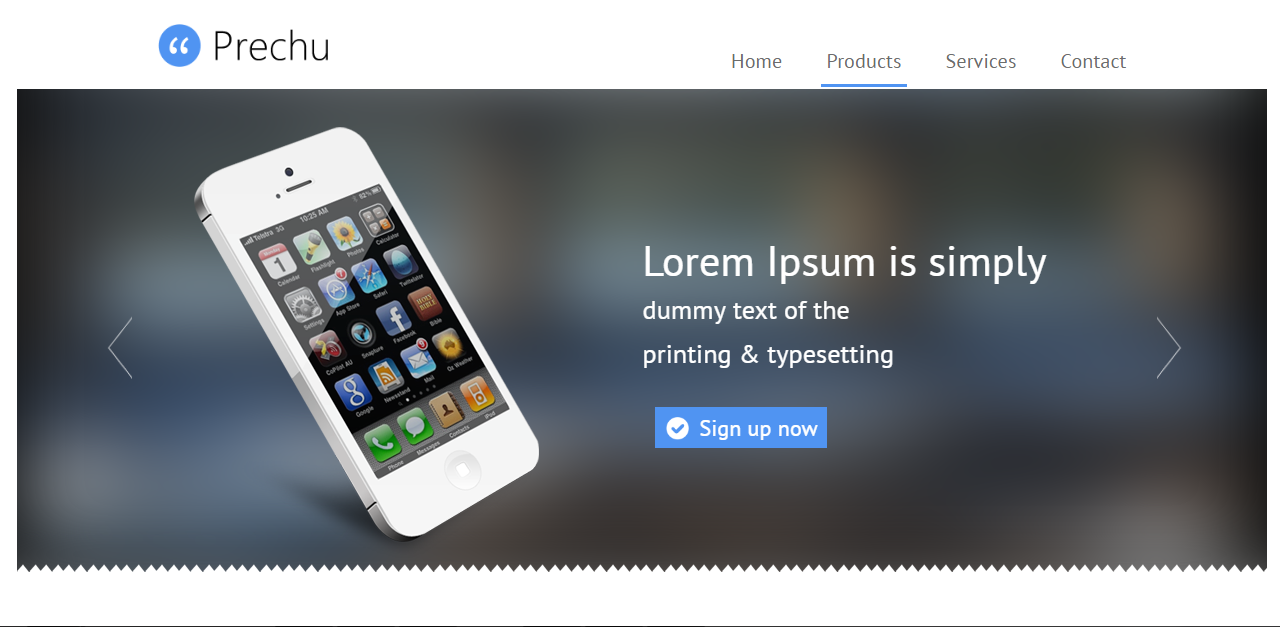 Prechu
Home Products Services Contact
Telstra 3G 10:25 AM 62%
Calendar Flashlight Photos Calculator
Settings App Store Safari Twittelator
CoPilot AU Snapture Facebook Bible
Google Newsstand Mail Oz Weather
Phone Messages Contacts iPod
Lorem Ipsum is simply
dummy text of the
printing & typesetting
Sign up now